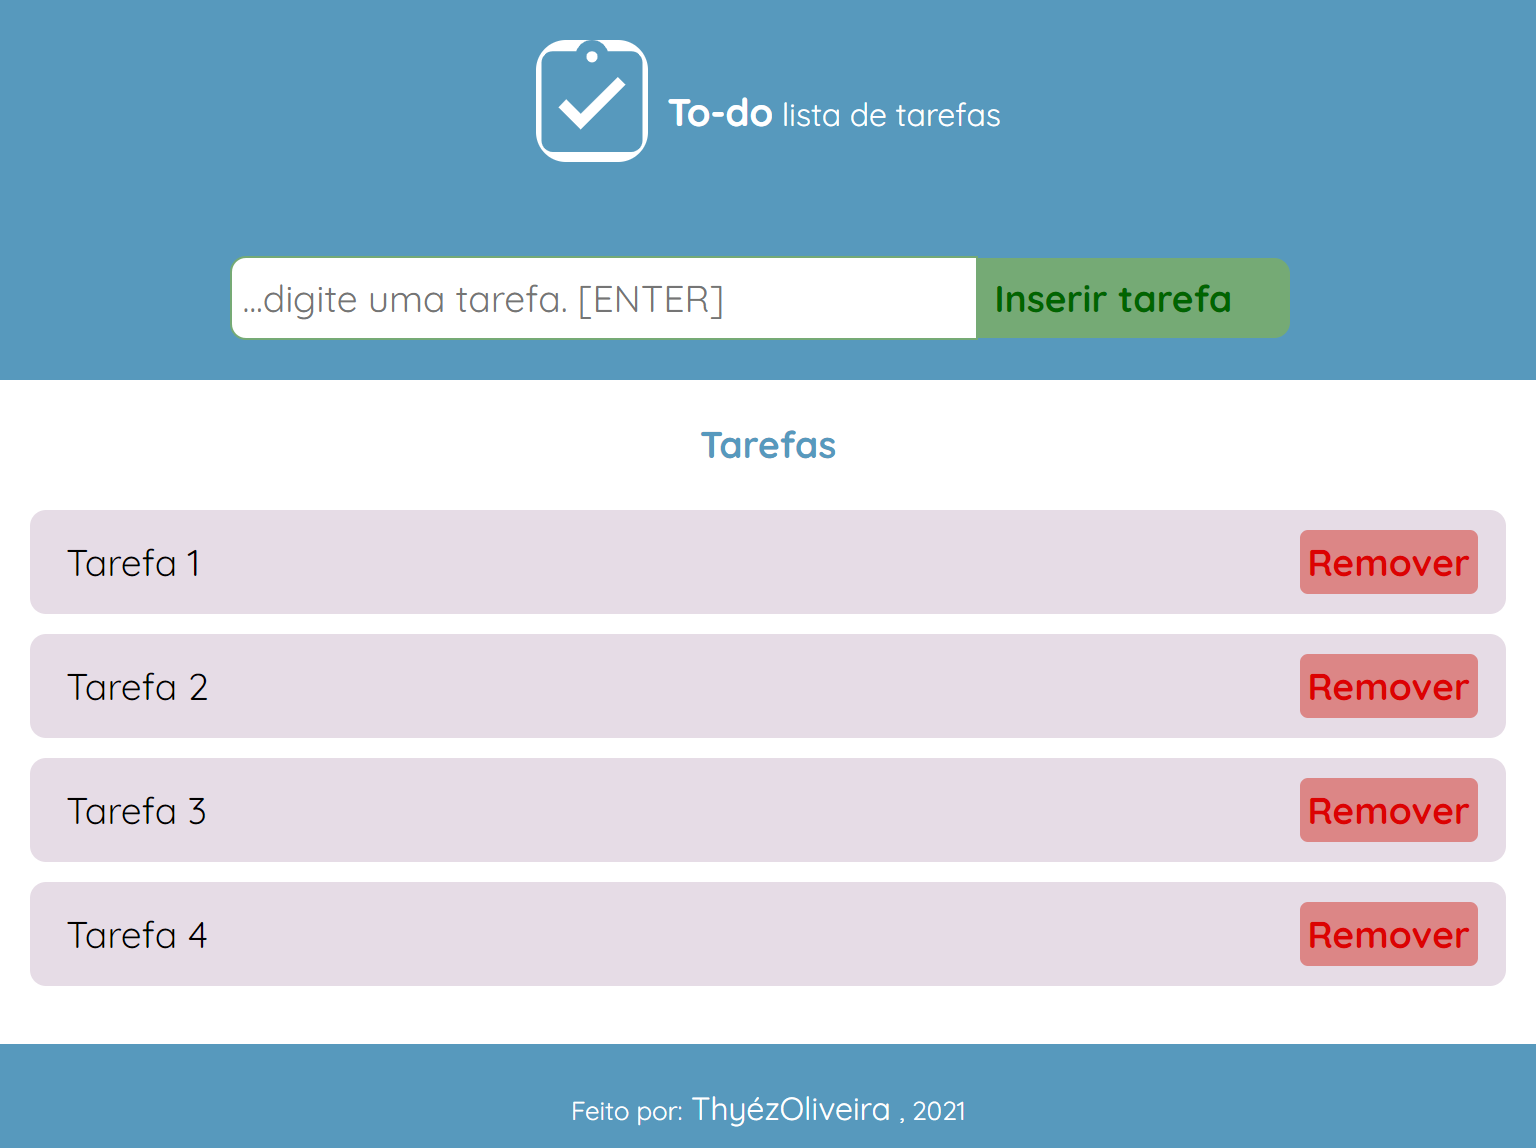 To-do lista de tarefas
...digite uma tarefa. [ENTER] Inserir tarefa
Tarefas
Tarefa 1 Remover
Tarefa 2 Remover
Tarefa 3 Remover
Tarefa 4 Remover
Feito por: ThyézOliveira , 2021